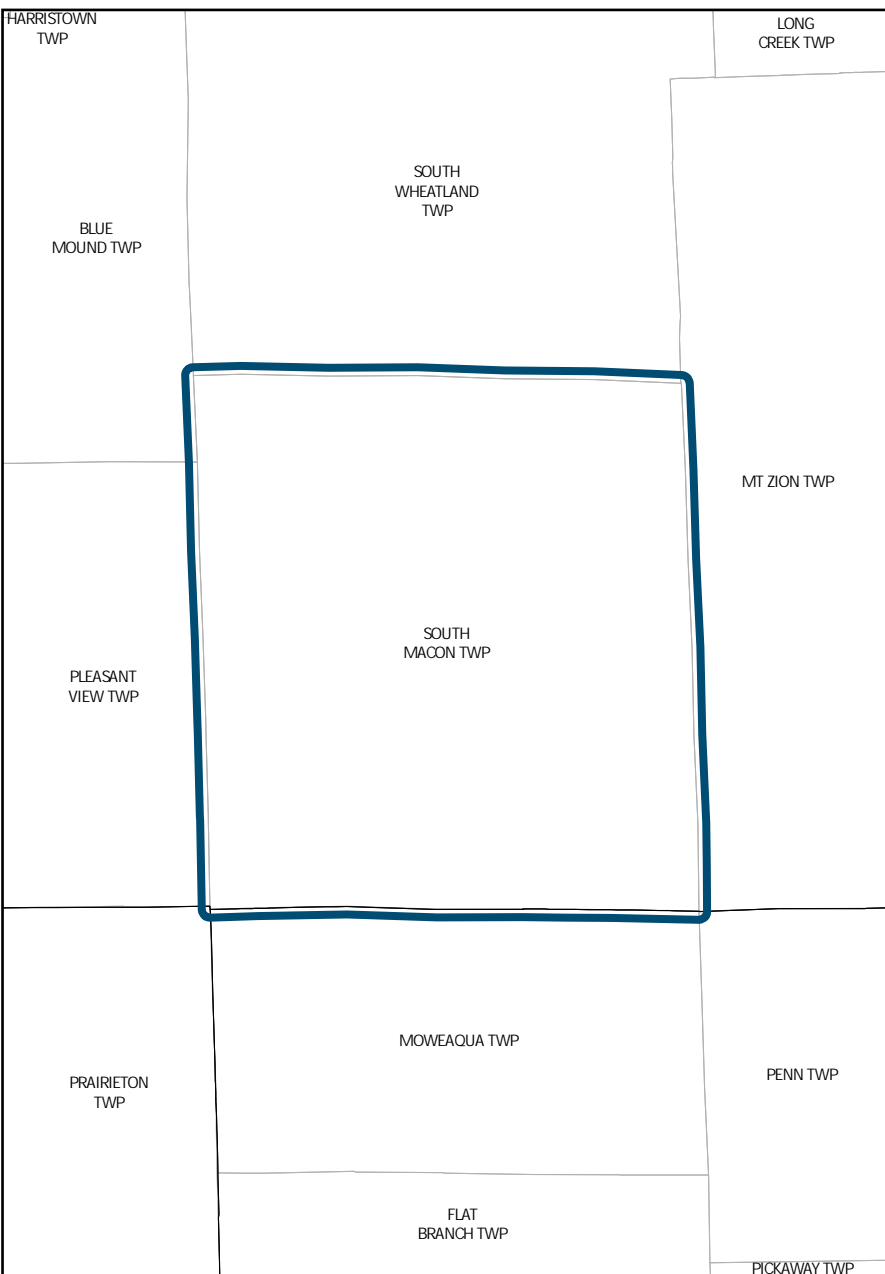 HARRISTOWN
TWP
LONG
CREEK TWP
SOUTH
WHEATLAND
TWP
BLUE
MOUND TWP
MT ZION TWP
SOUTH
MACON TWP
PLEASANT
VIEW TWP
MOWEAQUA TWP
PENN TWP
PRAIRIETON
TWP
FLAT
BRANCH TWP
PICKAWAY TWP